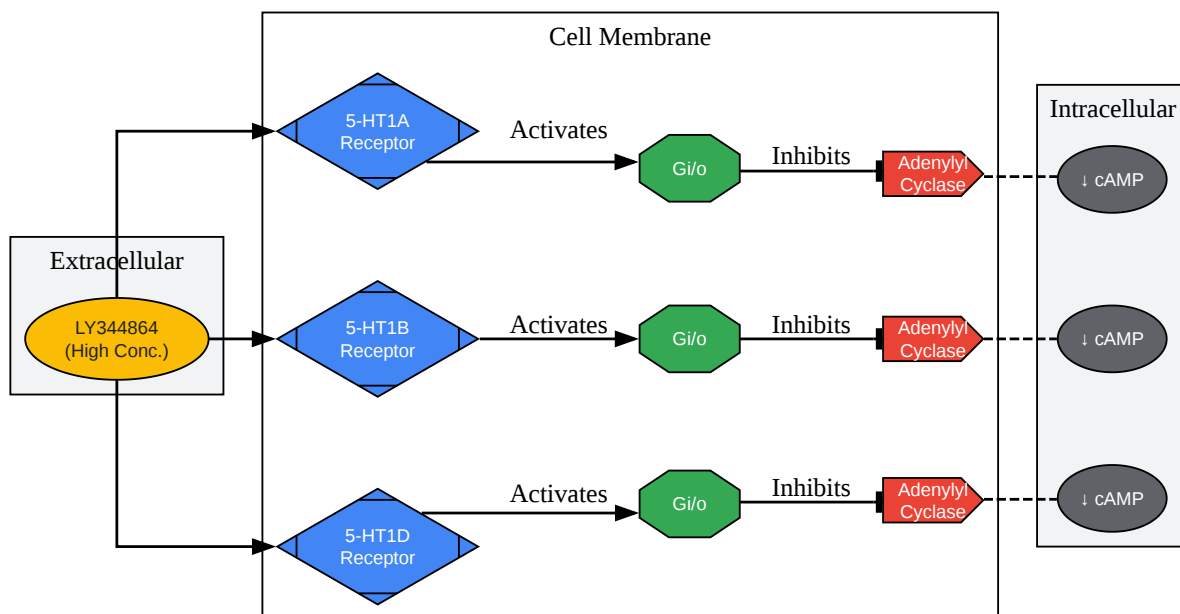 Cell Membrane
Intracellular
Extracellular
LY344864
(High Conc.)
5-HT1A
Receptor
Activates
Gi/o
Inhibits
Adenylyl
Cyclase
↓ cAMP
5-HT1B
Receptor
Activates
Gi/o
Inhibits
Adenylyl
Cyclase
↓ cAMP
5-HT1D
Receptor
Activates
Gi/o
Inhibits
Adenylyl
Cyclase
↓ cAMP